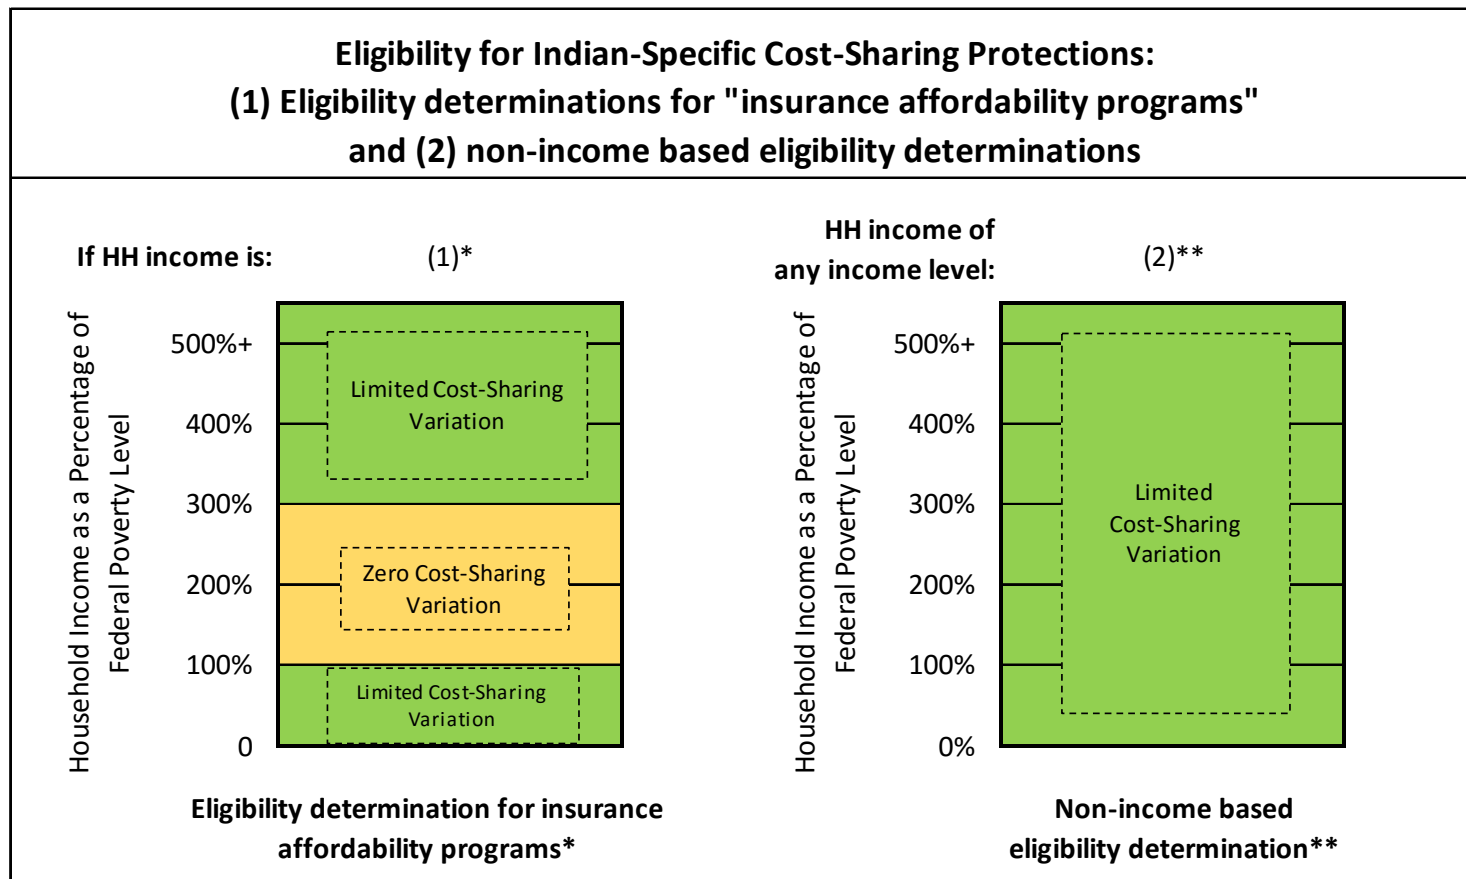 Eligibility for Indian-Specific Cost-Sharing Protections:
(1) Eligibility determinations for "insurance affordability programs"
and (2) non-income based eligibility determinations
If HH income is:
(1)*
Household Income as a Percentage of
Federal Poverty Level
500%+
400%
300%
200%
100%
0
Limited Cost-Sharing
Variation
Zero Cost-Sharing
Variation
Limited Cost-Sharing
Variation
Eligibility determination for insurance
affordability programs*
HH income of
any income level:
(2)**
Household Income as a Percentage of
Federal Poverty Level
500%+
400%
300%
200%
100%
0%
Limited
Cost-Sharing
Variation
Non-income based
eligibility determination**